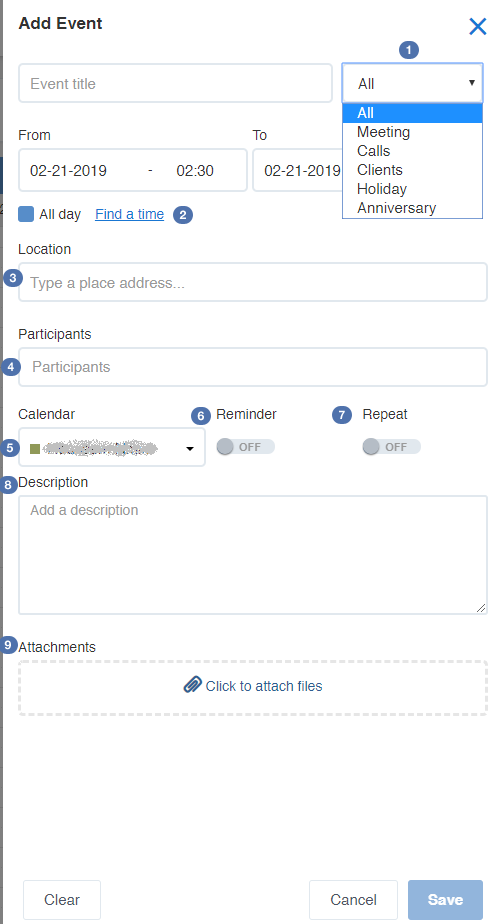 Add Event
1
Event title
All
All
Meeting
Calls
Clients
Holiday
Anniversary
From
To
02-21-2019 - 02:30
02-21-2019
All day Find a time 2
Location
3 Type a place address...
Participants
4 Participants
Calendar 6 Reminder 7 Repeat
5 OFF OFF
8 Description
Add a description
9 Attachments
Click to attach files
Clear Cancel Save